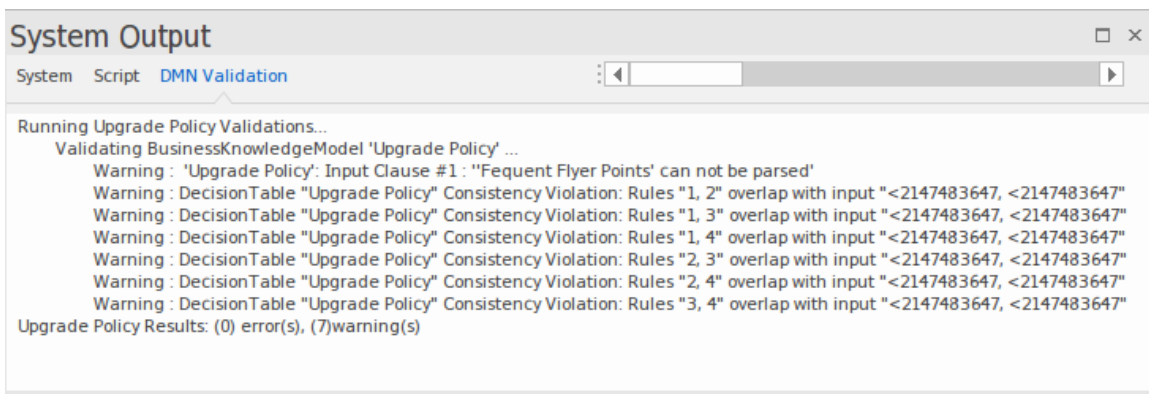 System Output
System Script DMN Validation
Running Upgrade Policy Validations...
Validating BusinessKnowledgeModel 'Upgrade Policy' ...
Warning : 'Upgrade Policy': Input Clause #1 : ''Fequent Flyer Points' can not be parsed'
Warning : DecisionTable "Upgrade Policy" Consistency Violation: Rules "1, 2" overlap with input "<2147483647, <2147483647"
Warning : DecisionTable "Upgrade Policy" Consistency Violation: Rules "1, 3" overlap with input "<2147483647, <2147483647"
Warning : DecisionTable "Upgrade Policy" Consistency Violation: Rules "1, 4" overlap with input "<2147483647, <2147483647"
Warning : DecisionTable "Upgrade Policy" Consistency Violation: Rules "2, 3" overlap with input "<2147483647, <2147483647"
Warning : DecisionTable "Upgrade Policy" Consistency Violation: Rules "2, 4" overlap with input "<2147483647, <2147483647"
Warning : DecisionTable "Upgrade Policy" Consistency Violation: Rules "3, 4" overlap with input "<2147483647, <2147483647"
Upgrade Policy Results: (0) error(s), (7)warning(s)